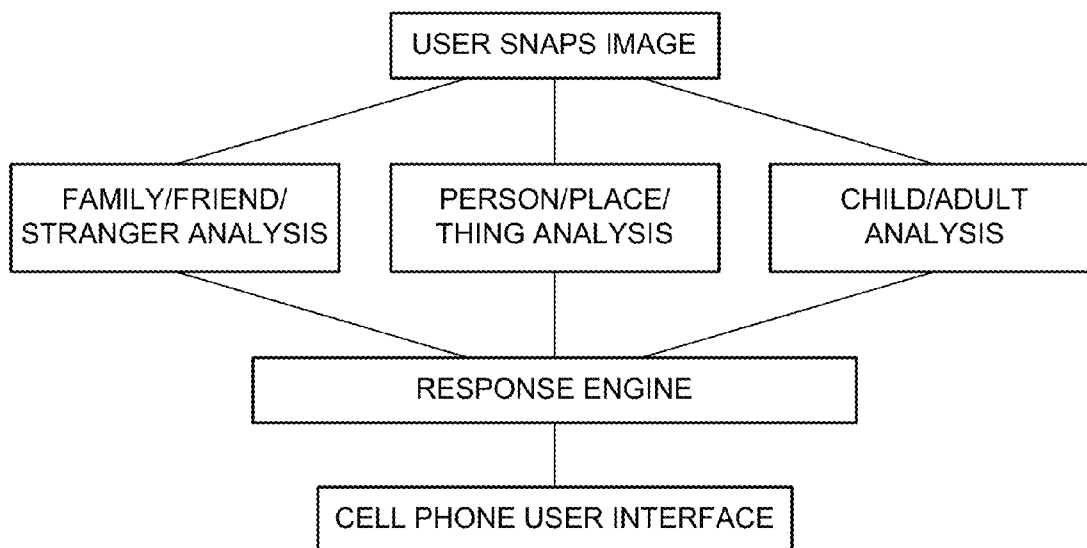 USER SNAPS IMAGE
FAMILY/FRIEND/
STRANGER ANALYSIS
PERSON/PLACE/
THING ANALYSIS
CHILD/ADULT
ANALYSIS
RESPONSE ENGINE
CELL PHONE USER INTERFACE